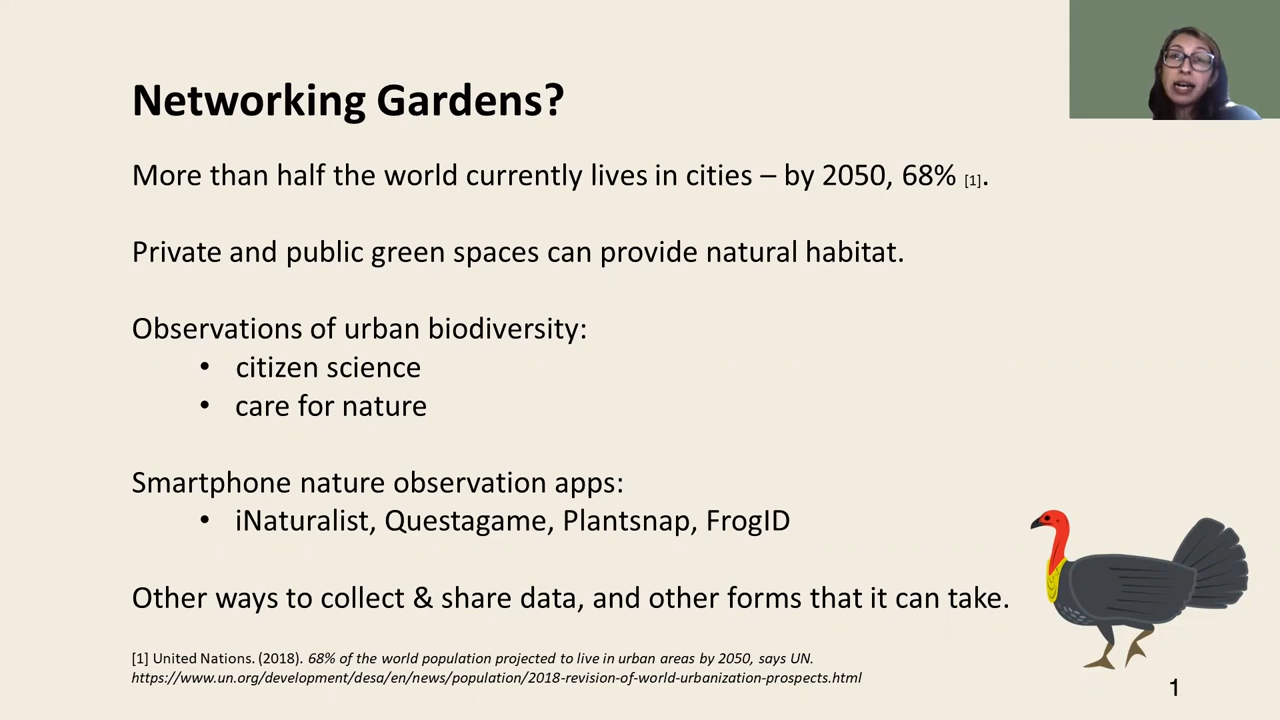 Networking Gardens?
More than half the world currently lives in cities – by 2050, 68% [1].
Private and public green spaces can provide natural habitat.
Observations of urban biodiversity:
• citizen science
• care for nature
Smartphone nature observation apps:
• iNaturalist, Questagame, Plantsnap, FrogID
Other ways to collect & share data, and other forms that it can take.
[1] United Nations. (2018). 68% of the world population projected to live in urban areas by 2050, says UN.
https://www.un.org/development/desa/en/news/population/2018-revision-of-world-urbanization-prospects.html
1